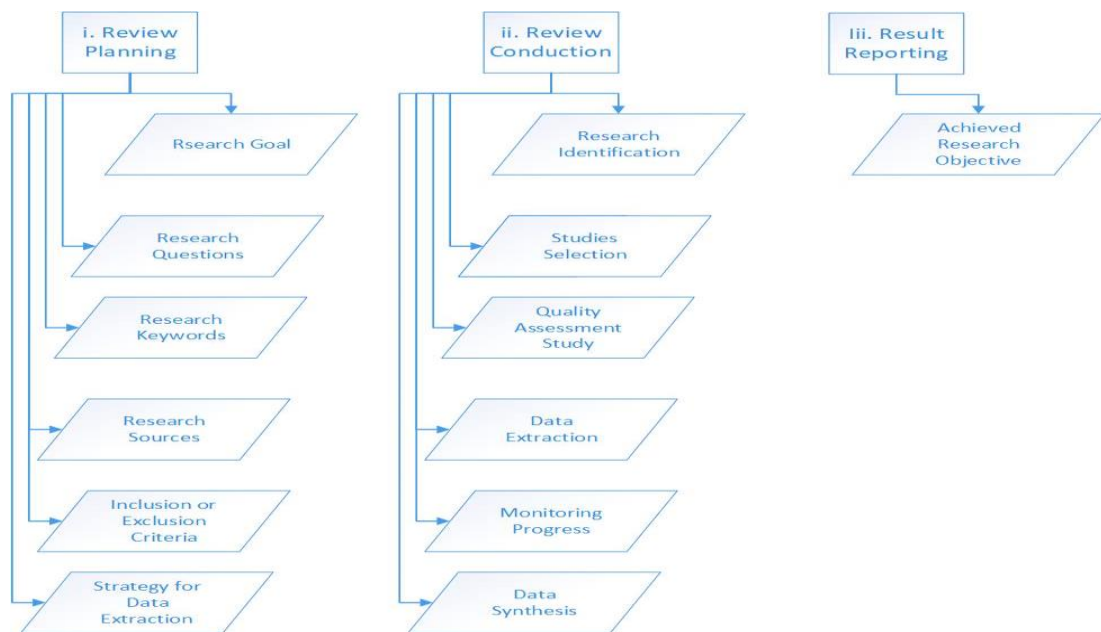 i. Review
Planning
Rsearch Goal
Research
Questions
Research
Keywords
Research
Sources
Inclusion or
Exclusion
Criteria
Strategy for
Data
Extraction
ii. Review
Conduction
Research
Identification
Studies
Selection
Quality
Assessment
Study
Data
Extraction
Monitoring
Progress
Data
Synthesis
Iii. Result
Reporting
Achieved
Research
Objective